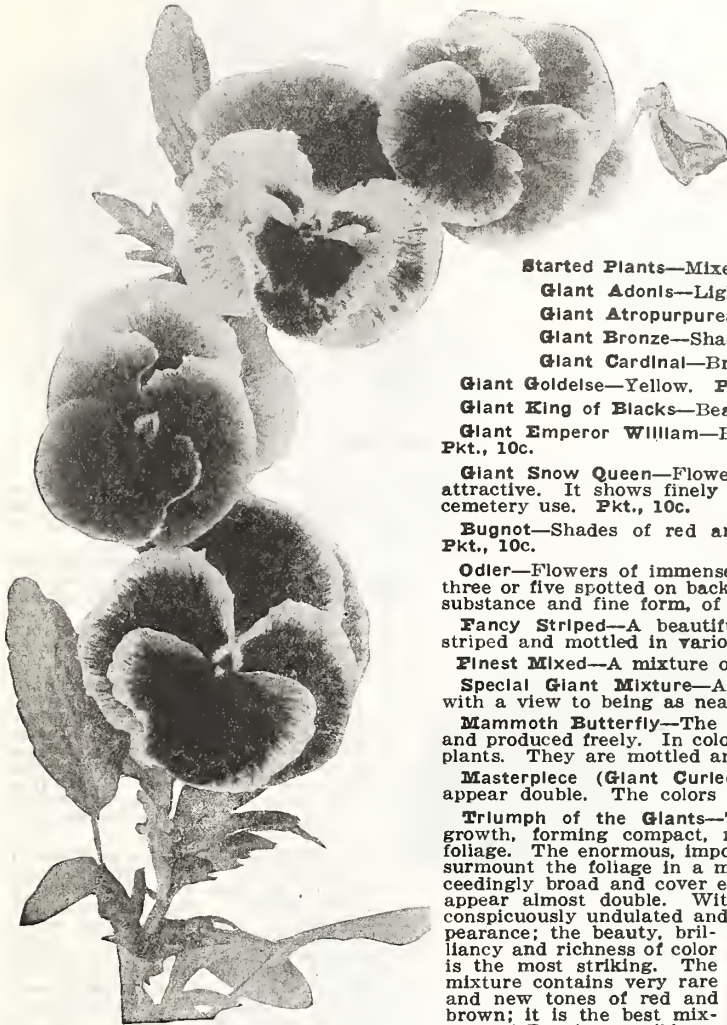 Started Plants—Mixe
Giant Adonis—Lig
Giant Atropurpurea
Giant Bronze—Sha
Giant Cardinal—Br
Giant Goldelse—Yellow. P
Giant King of Blacks—Bea
Giant Emperor William—
Pkt., 10c.
Giant Snow Queen—Flowe
attractive. It shows finely
cemetery use. Pkt., 10c.
Bugnot—Shades of red an
Pkt., 10c.
Odier—Flowers of immense
three or five spotted on back
substance and fine form, of
Fancy Striped—A beautif
striped and mottled in vario
Finest Mixed—A mixture o
Special Giant Mixture—A
with a view to being as nea
Mammoth Butterfly—The
and produced freely. In colo
plants. They are mottled an
Masterpiece (Giant Curled
appear double. The colors
Triumph of the Giants—
growth, forming compact,
foliage. The enormous, impo
surmount the foliage in a m
ceedingly broad and cover e
appear almost double. Wit
conspicuously undulated and
pearance; the beauty, bril-
liancy and richness of color
is the most striking. The
mixture contains very rare
and new tones of red and
brown; it is the best mix-